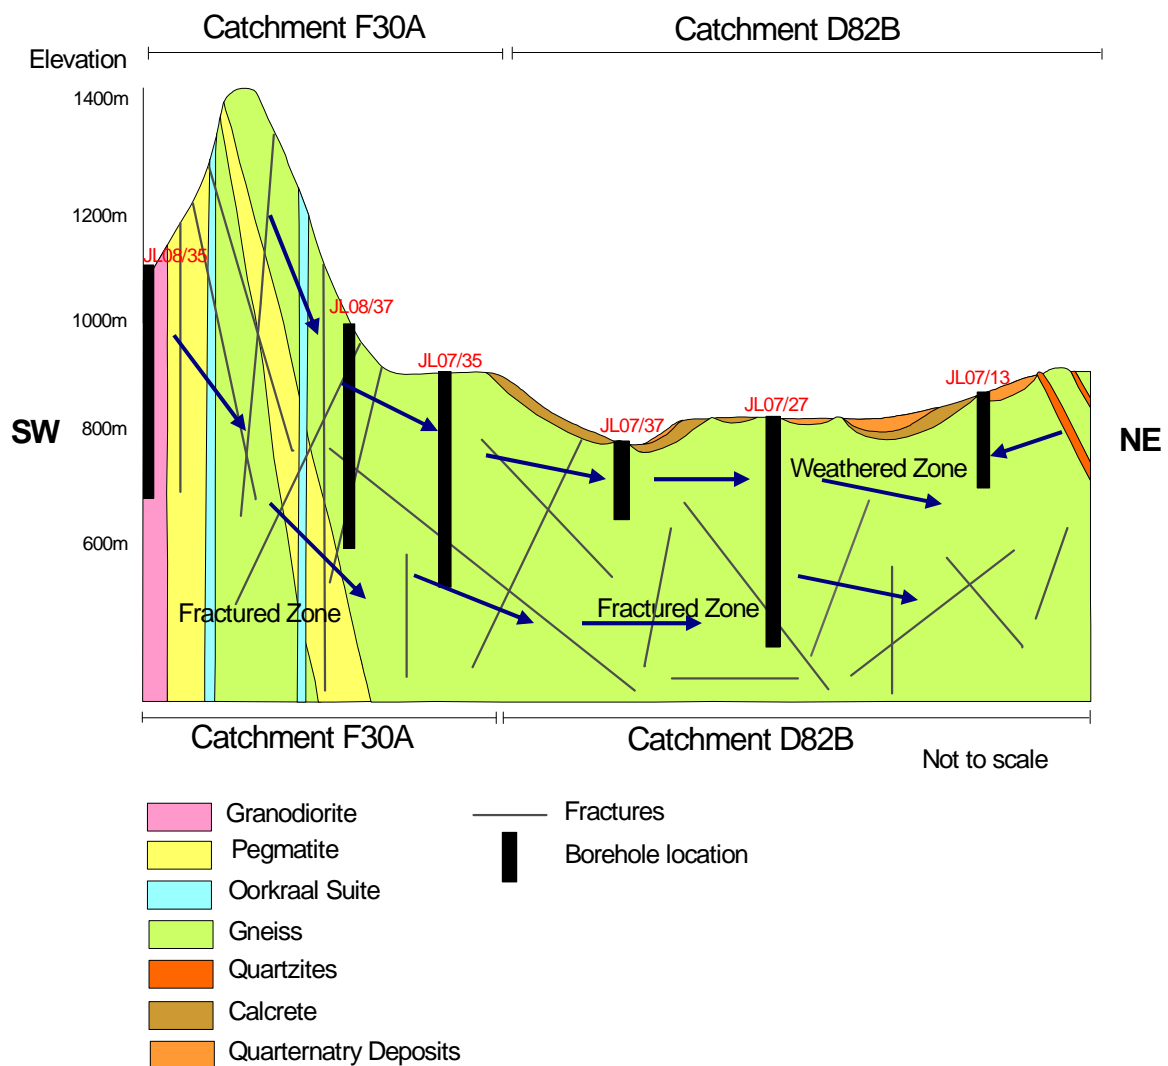 Catchment F30A
Catchment D82B
Elevation
1400m
1200m
JL08/35
1000m
JL08/37
JL07/35
JL07/13
JL07/27
JL07/37
800m
SW
NE
Weathered Zone
600m
Fractured Zone
Fractured Zone
Catchment F30A
Catchment D82B
Not to scale
Granodiorite
Fractures
Pegmatite
Borehole location
Oorkraal Suite
Gneiss
Quartzites
Calcrete
Quarternatry Deposits